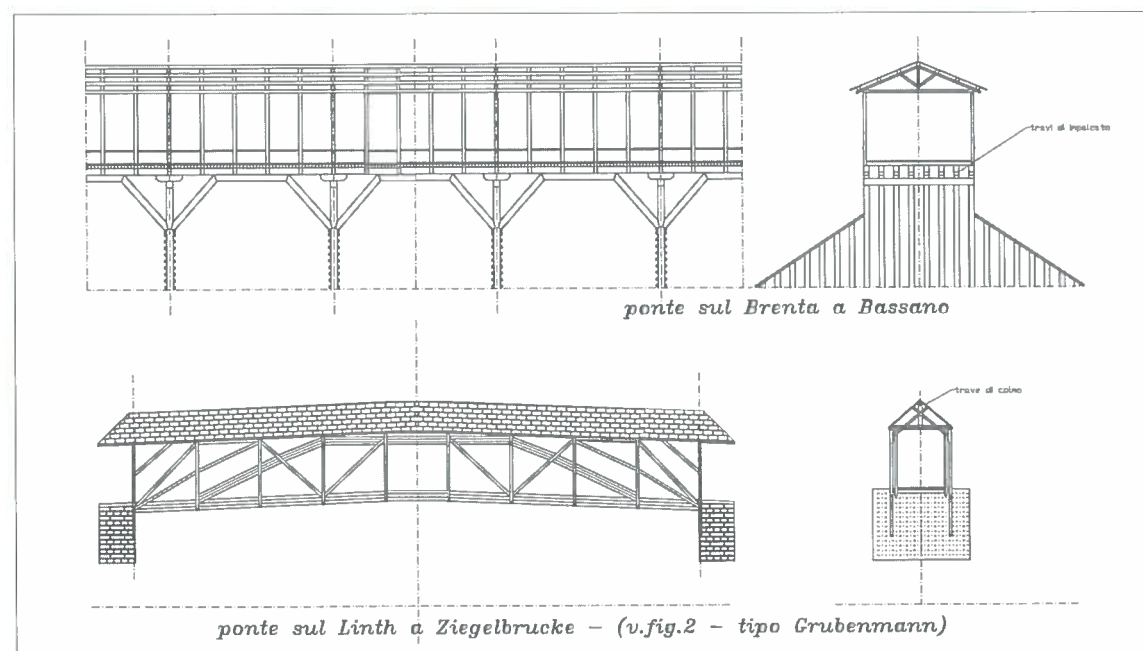 travi di impalcato
ponte sul Brenta a Bassano
trave di colmo
ponte sul Linth a Ziegelbrucke - (v.fig.2 - tipo Grubenmann)